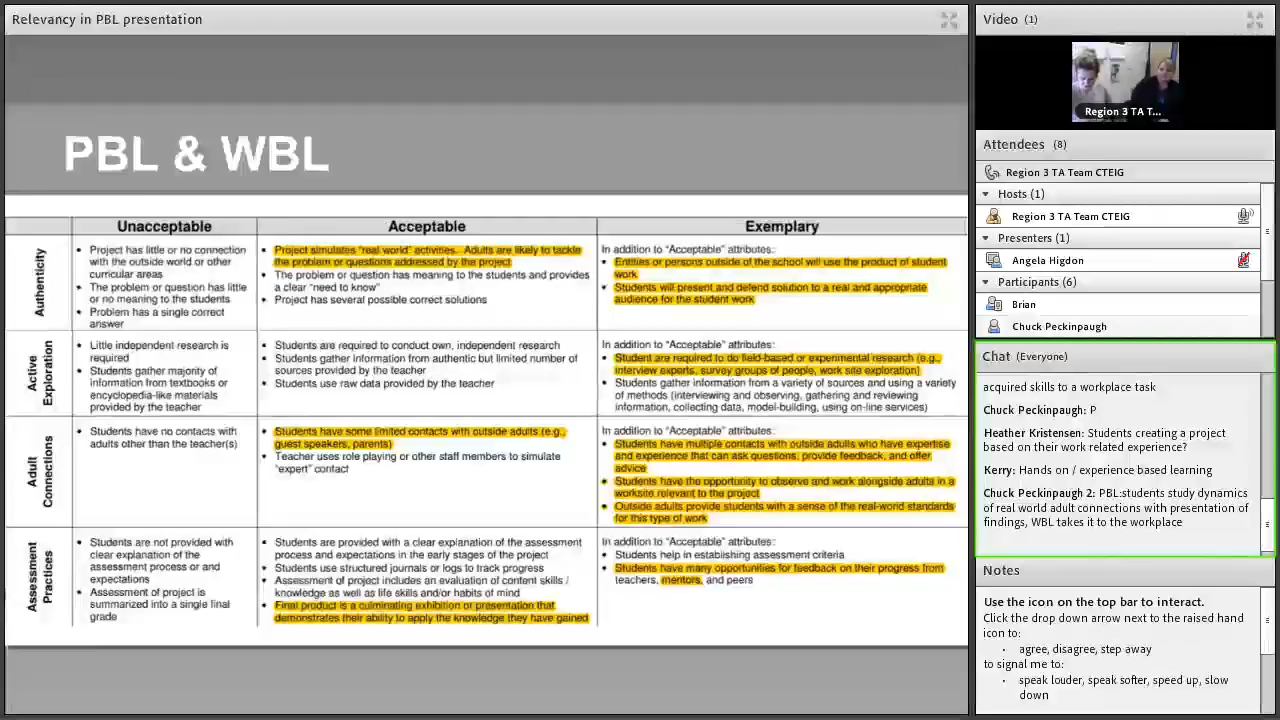 Relevancy in PBL presentation
PBL & WBL
Unacceptable
Acceptable
Exemplary
Authenticity
• Project has little or no connection
with the outside world or other
curricular areas
• The problem or question has little
or no meaning to the students
• Problem has a single correct
answer
• Project simulates "real world" activities. Adults are likely to tackle
the problem or questions addressed by the project
• The problem or question has meaning to the students and provides
a clear "need to know"
• Project has several possible correct solutions
In addition to "Acceptable" attributes:
• Entities or persons outside of the school will use the product of student
work
• Students will present and defend solution to a real and appropriate
audience for the student work
Active
Exploration
• Little independent research is
required
• Students gather majority of
information from textbooks or
encyclopedia-like materials
provided by the teacher
• Students are required to conduct own, independent research
• Students gather information from authentic but limited number of
sources provided by the teacher
• Students use raw data provided by the teacher
In addition to "Acceptable" attributes:
• Student are required to do field-based or experimental research (e.g.,
interview experts, survey groups of people, work site exploration)
• Students gather information from a variety of sources and using a variety
of methods (interviewing and observing, gathering and reviewing
information, collecting data, model-building, using on-line services)
Adult
Connections
• Students have no contacts with
adults other than the teacher(s)
• Students have some limited contacts with outside adults (e.g.,
guest speakers, parents)
• Teacher uses role playing or other staff members to simulate
"expert" contact
In addition to "Acceptable" attributes:
• Students have multiple contacts with outside adults who have expertise
and experience that can ask questions, provide feedback, and offer
advice
• Students have the opportunity to observe and work alongside adults in a
worksite relevant to the project
• Outside adults provide students with a sense of the real-world standards
for this type of work
Assessment
Practices
• Students are not provided with
clear explanation of the
assessment process or and
expectations
• Assessment of project is
summarized into a single final
grade
• Students are provided with a clear explanation of the assessment
process and expectations in the early stages of the project
• Students use structured journals or logs to track progress
• Assessment of project includes an evaluation of content skills /
knowledge as well as life skills and/or habits of mind
• Final product is a culminating exhibition or presentation that
demonstrates their ability to apply the knowledge they have gained
In addition to "Acceptable" attributes:
• Students help in establishing assessment criteria
• Students have many opportunities for feedback on their progress from
teachers, mentors, and peers
Video (1)
Region 3 TA T...
Attendees (8)
Region 3 TA Team CTEIG
Hosts (1)
Region 3 TA Team CTEIG
Presenters (1)
Angela Higdon
Participants (6)
Brian
Chuck Peckinpaugh
Chat (Everyone)
acquired skills to a workplace task
Chuck Peckinpaugh: P
Heather Kristensen: Students creating a project
based on their work related experience?
Kerry: Hands on / experience based learning
Chuck Peckinpaugh 2: PBL:students study dynamics
of real world adult connections with presentation of
findings, WBL takes it to the workplace
Notes
Use the icon on the top bar to interact.
Click the drop down arrow next to the raised hand
icon to:
• agree, disagree, step away
to signal me to:
• speak louder, speak softer, speed up, slow
down